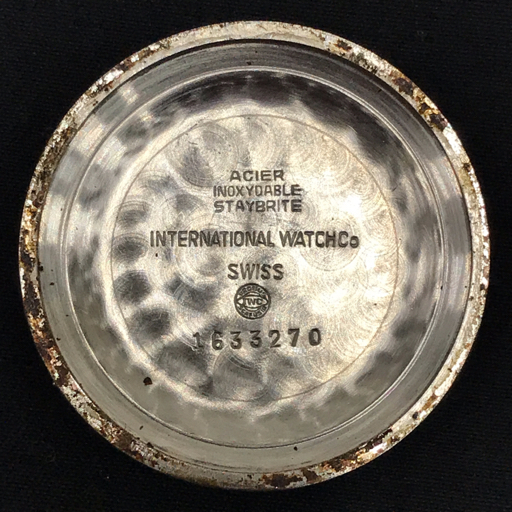 ACIER
INOXYDABLE
STAYBRITE
INTERNATIONAL WATCH Co
SWISS
IWC
1633270